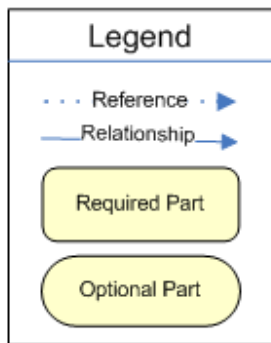 Legend
Reference
Relationship
Required Part
Optional Part